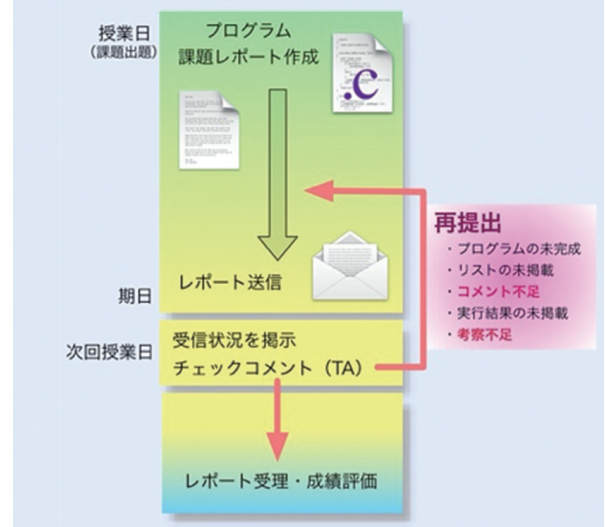 授業日
(課題出題)
プログラム
課題レポート作成
.c
レポート送信
期日
再提出
・プログラムの未完成
・リストの未掲載
・コメント不足
・実行結果の未掲載
・考察不足
次回授業日
受信状況を掲示
チェックコメント（TA）
レポート受理・成績評価